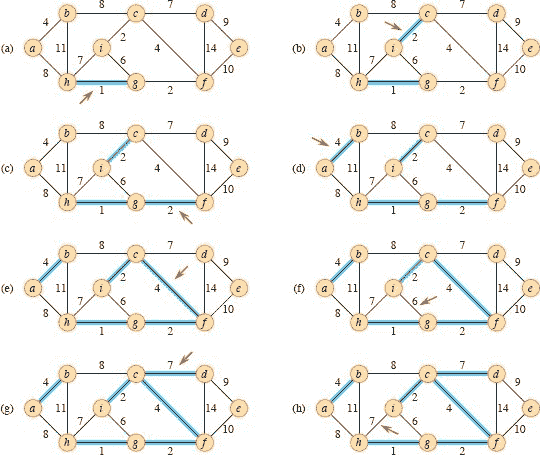 8 7
b c d
4 9
2
(a) a 11 i 4 14 e
7 6
8 10
h g f
1 2
8 7
b c d
4 9
2
(b) a 11 i 4 14 e
7 6
8 10
h g f
1 2
8 7
b c d
4 9
2
(c) a 11 i 4 14 e
7 6
8 10
h g f
1 2
8 7
b c d
4 9
2
(d) a 11 i 4 14 e
7 6
8 10
h g f
1 2
8 7
b c d
4 9
2
(e) a 11 i 4 14 e
7 6
8 10
h g f
1 2
8 7
b c d
4 9
2
(f) a 11 i 4 14 e
7 6
8 10
h g f
1 2
8 7
b c d
4 9
2
(g) a 11 i 4 14 e
7 6
8 10
h g f
1 2
8 7
b c d
4 9
2
(h) a 11 i 4 14 e
7 6
8 10
h g f
1 2